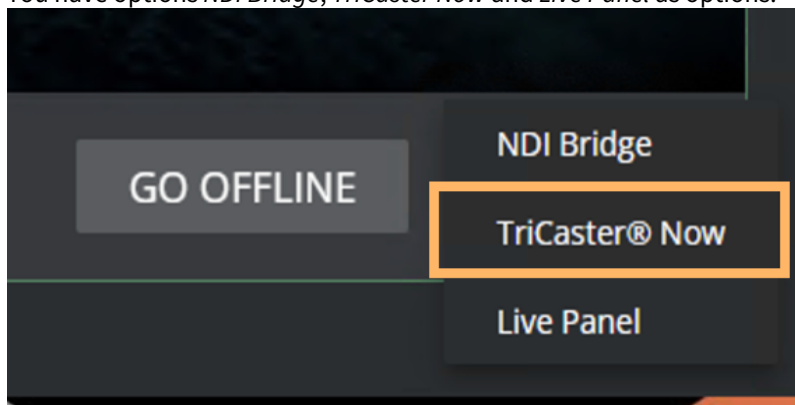 You have options NDI Bridge, TriCaster Now and Live Panel as options.
NDI Bridge
GO OFFLINE
TriCaster® Now
Live Panel